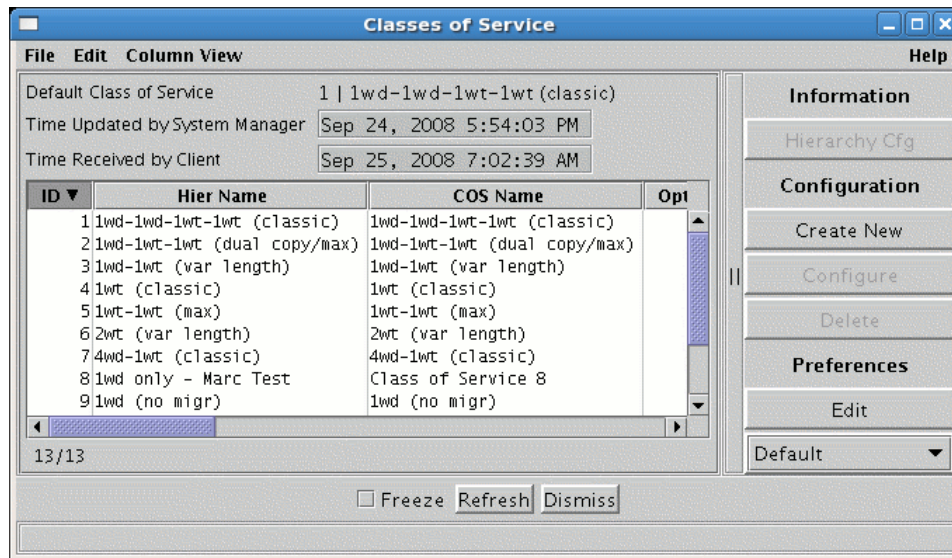 Classes of Service
File Edit Column View Help
Default Class of Service 1 | 1wd-1wd-1wt-1wt (classic)
Time Updated by System Manager Sep 24, 2008 5:54:03 PM
Time Received by Client Sep 25, 2008 7:02:39 AM
ID ▼ Hier Name COS Name Opt
1 1wd-1wd-1wt-1wt (classic) 1wd-1wd-1wt-1wt (classic)
2 1wd-1wt-1wt (dual copy/max) 1wd-1wt-1wt (dual copy/max)
3 1wd-1wt (var length) 1wd-1wt (var length)
4 1wt (classic) 1wt (classic)
5 1wt-1wt (max) 1wt-1wt (max)
6 2wt (var length) 2wt (var length)
7 4wd-1wt (classic) 4wd-1wt (classic)
8 1wd only - Marc Test Class of Service 8
9 1wd (no migr) 1wd (no migr)
13/13
Information
Hierarchy Cfg
Configuration
Create New
Configure
Delete
Preferences
Edit
Default
Freeze Refresh Dismiss